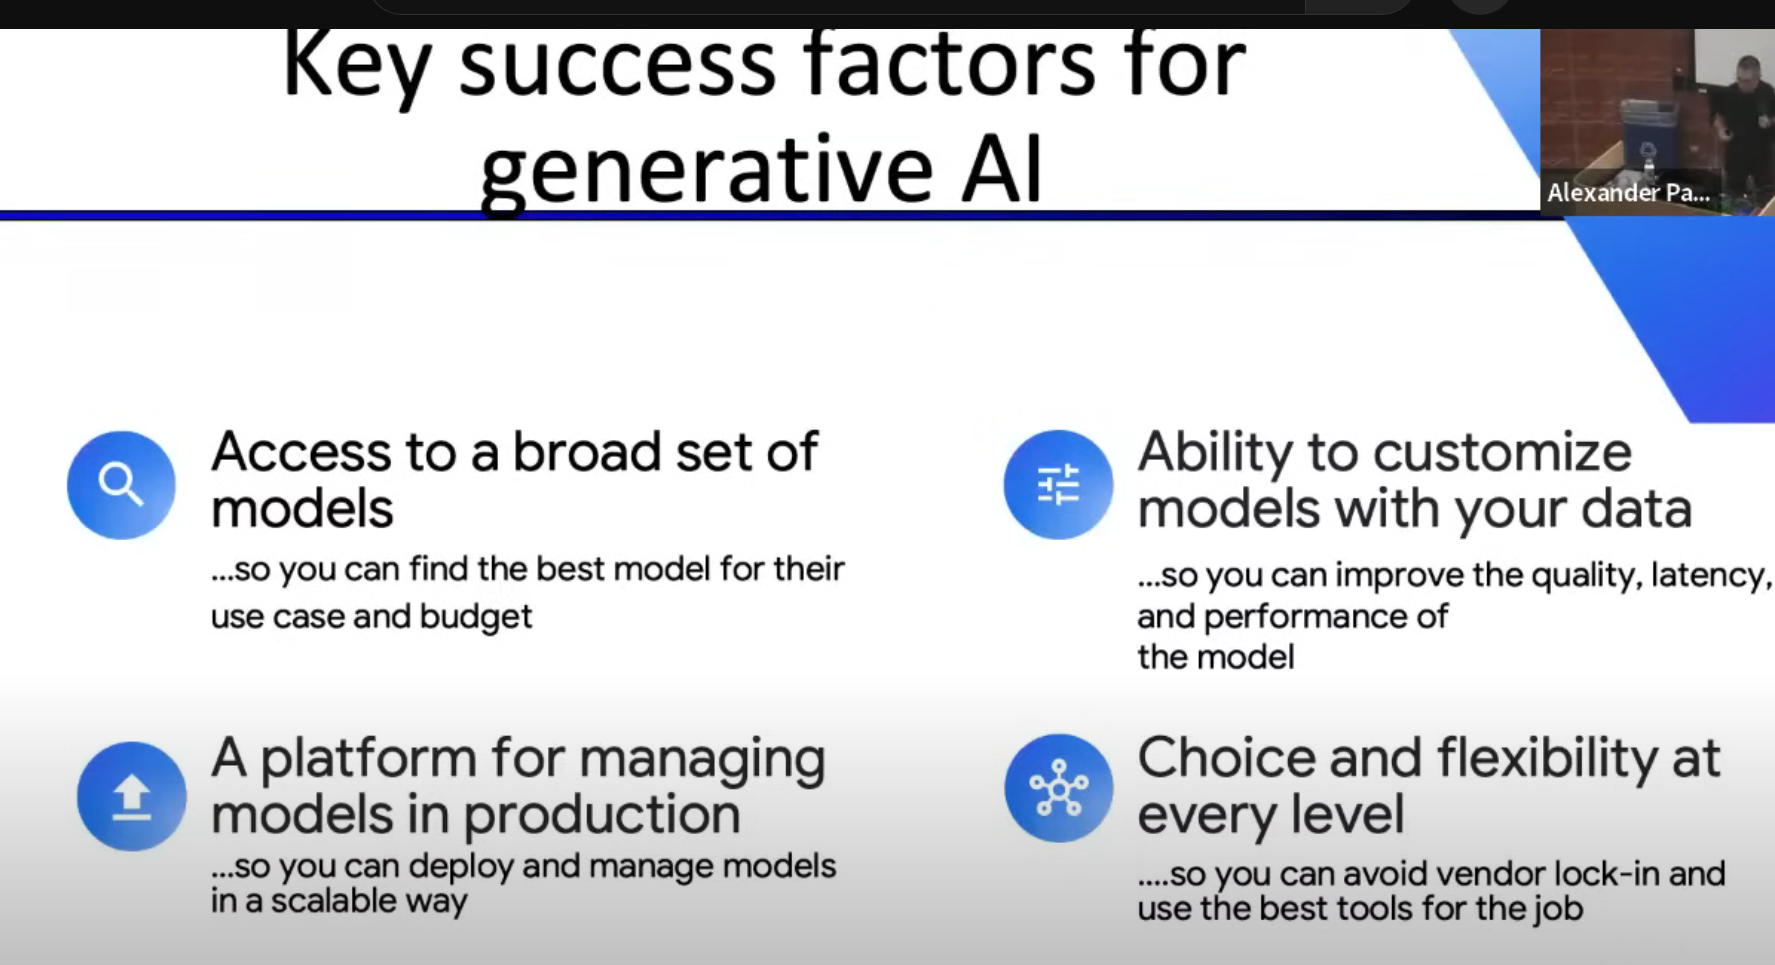 Key success factors for
generative AI
Alexander Pa...
Access to a broad set of
models
...so you can find the best model for their
use case and budget
Ability to customize
models with your data
...so you can improve the quality, latency,
and performance of
the model
A platform for managing
models in production
...so you can deploy and manage models
in a scalable way
Choice and flexibility at
every level
....so you can avoid vendor lock-in and
use the best tools for the job